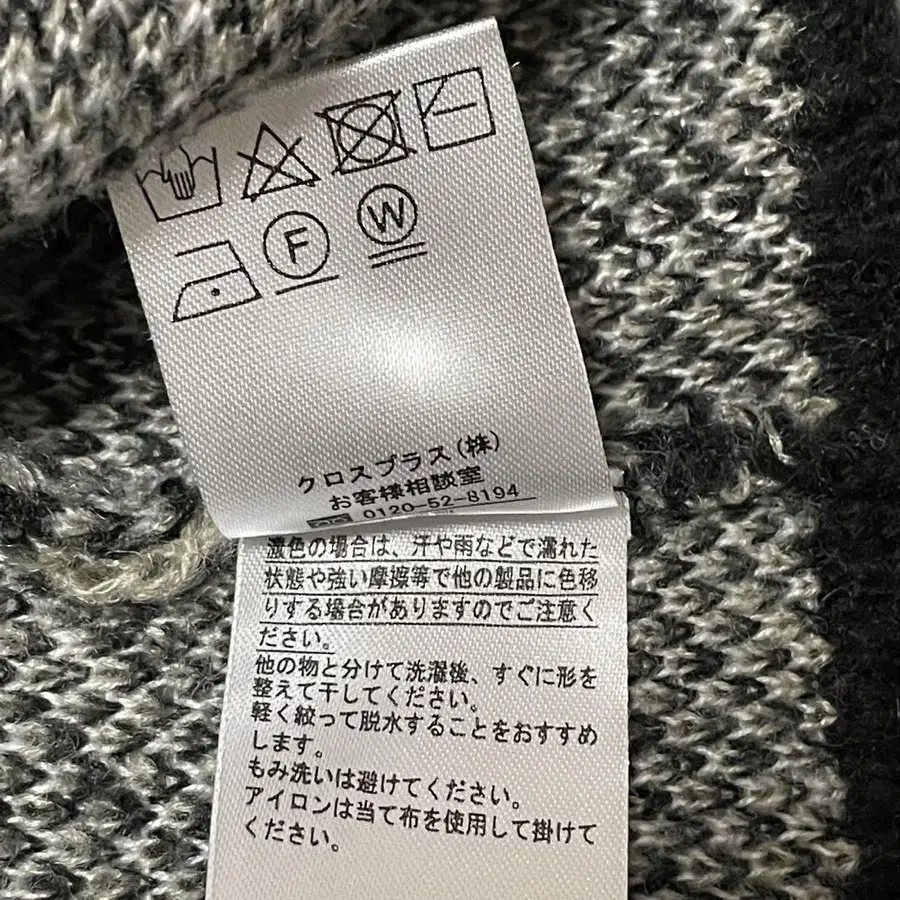 F
W
クロスプラス(株)
お客様相談室
0120-52-8194
濃色の場合は、汗や雨などで濡れた
状態や強い摩擦等で他の製品に色移
りする場合がありますのでご注意く
ださい。
他の物と分けて洗濯後、すぐに形を
整えて干してください。
軽く絞って脱水することをおすすめ
します。
もみ洗いは避けてください。
アイロンは当て布を使用して掛けて
ください。